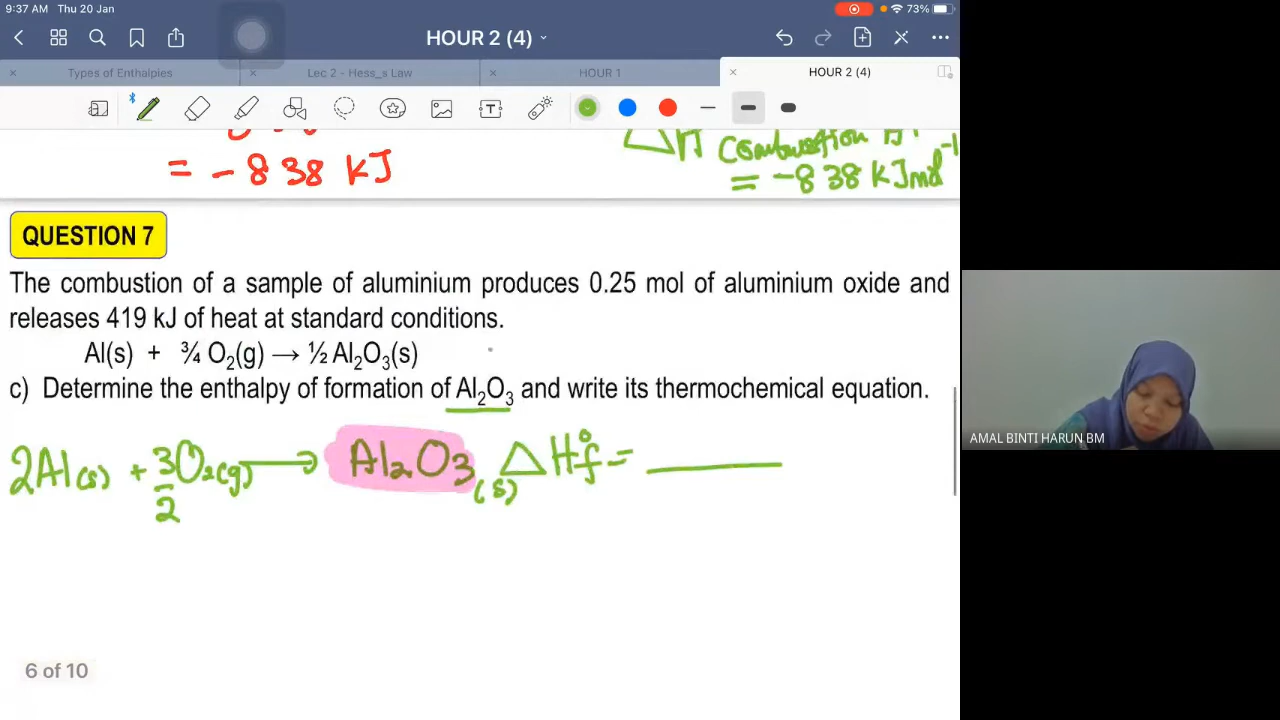 9:37 AM Thu 20 Jan
73%
HOUR 2 (4)
Types of Enthalpies
Lec 2 - Hess_s Law
HOUR 1
HOUR 2 (4)
= -838 kJ
ΔH combustion Al
= -838 kJmol⁻¹
QUESTION 7
The combustion of a sample of aluminium produces 0.25 mol of aluminium oxide and
releases 419 kJ of heat at standard conditions.
Al(s) + ¾ O₂(g) → ½ Al₂O₃(s)
c) Determine the enthalpy of formation of Al₂O₃ and write its thermochemical equation.
2Al(s) + 3/2 O₂(g) → Al₂O₃(s) ΔH°f = ______
AMAL BINTI HARUN BM
6 of 10